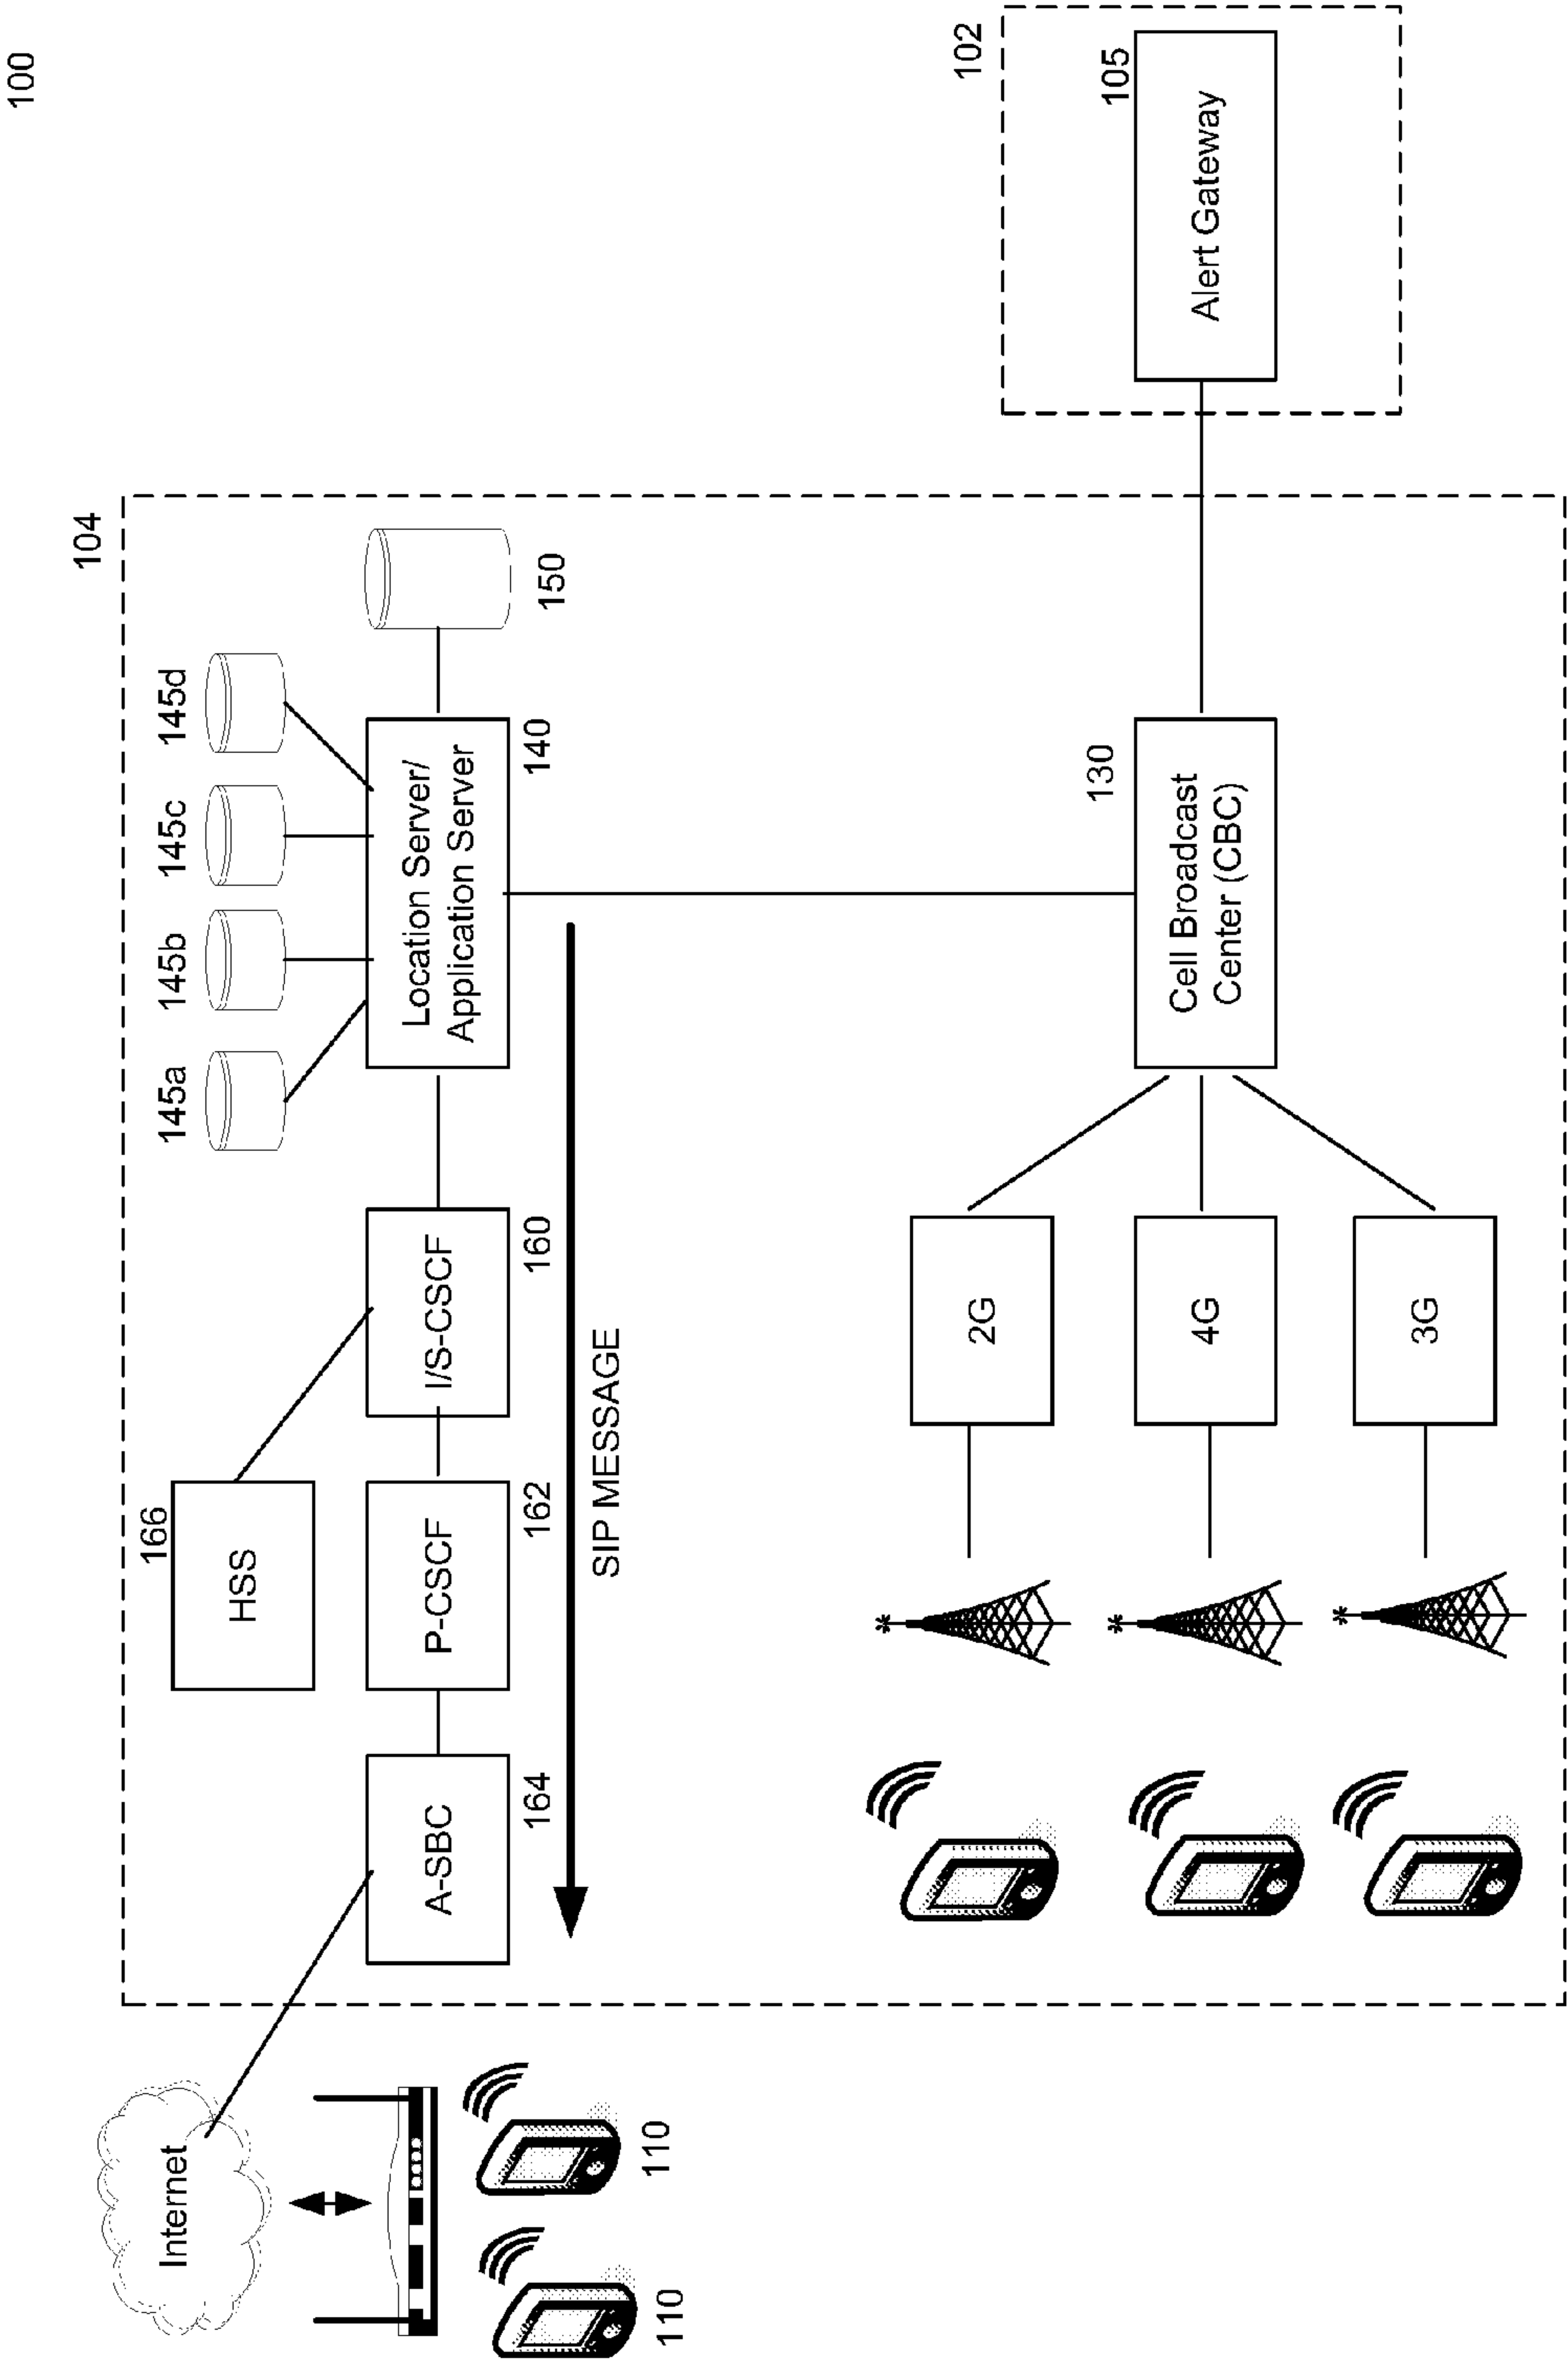 100
104
102
Internet
110
110
A-SBC
164
HSS
166
P-CSCF
162
I/S-CSCF
160
SIP MESSAGE
145a
145b
145c
145d
Location Server/
Application Server
140
150
2G
4G
3G
Cell Broadcast
Center (CBC)
130
Alert Gateway
105